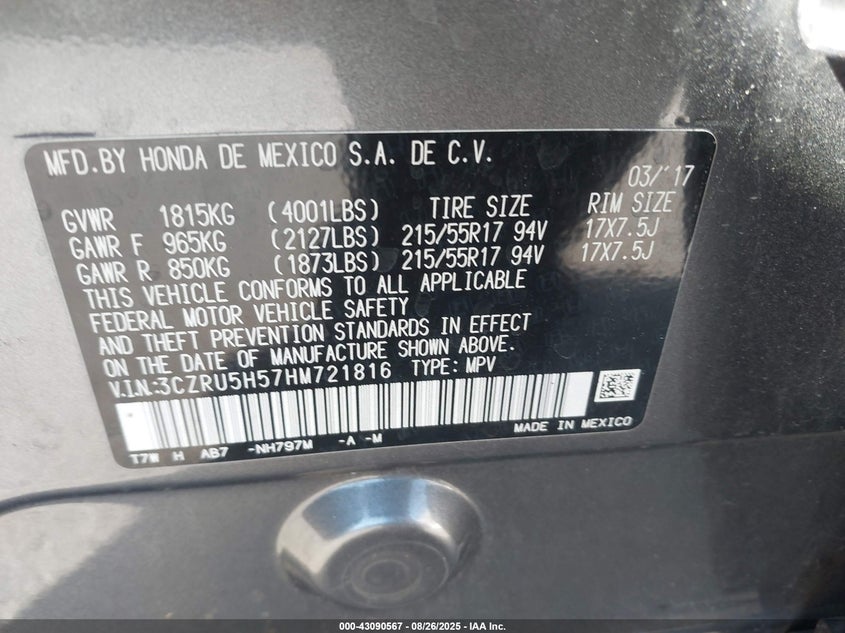 MFD.BY HONDA DE MEXICO S.A. DE C.V.
03/'17
GVWR 1815KG (4001LBS) TIRE SIZE RIM SIZE
GAWR F 965KG (2127LBS) 215/55R17 94V 17X7.5J
GAWR R 850KG (1873LBS) 215/55R17 94V 17X7.5J
THIS VEHICLE CONFORMS TO ALL APPLICABLE
FEDERAL MOTOR VEHICLE SAFETY
AND THEFT PREVENTION STANDARDS IN EFFECT
ON THE DATE OF MANUFACTURE SHOWN ABOVE.
V.I.N.:3CZRU5H57HM721816 TYPE: MPV
MADE IN MEXICO
T7W H AB7 -NH797M -A -M
000-43090567 - 08/26/2025 - IAA Inc.